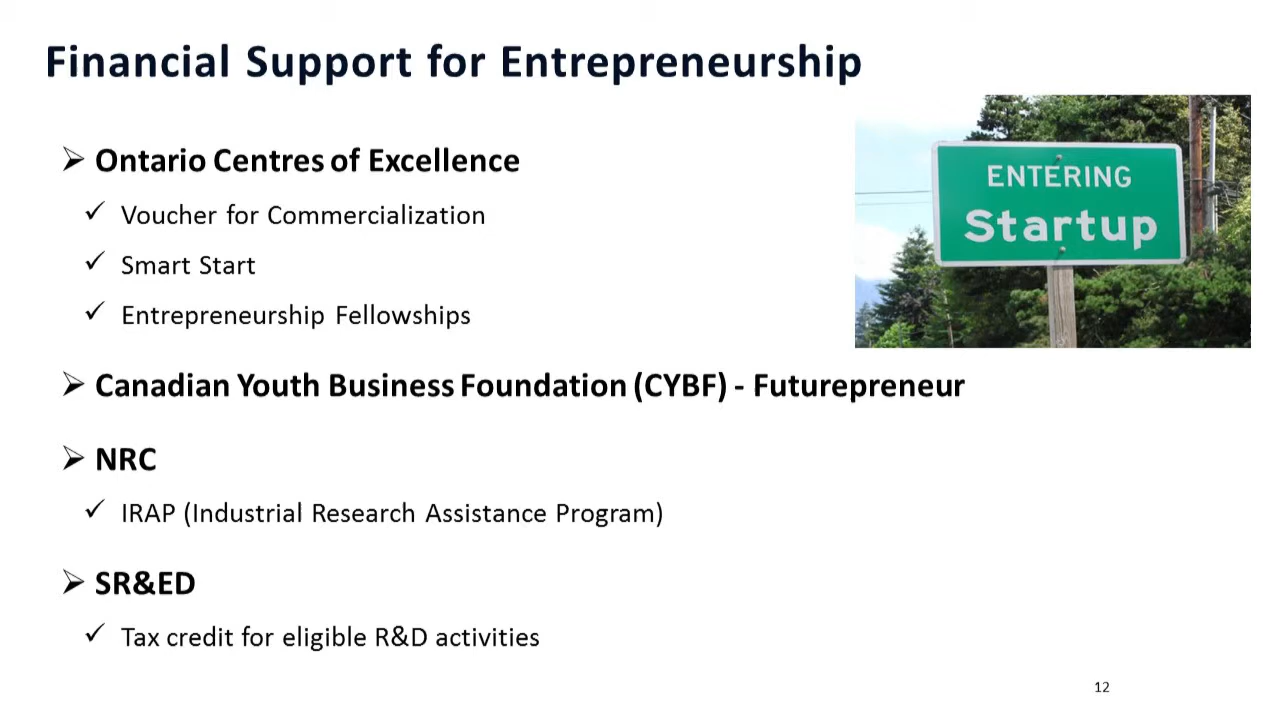 Financial Support for Entrepreneurship
ENTERING
Startup
➢ Ontario Centres of Excellence
✓ Voucher for Commercialization
✓ Smart Start
✓ Entrepreneurship Fellowships
➢ Canadian Youth Business Foundation (CYBF) - Futurepreneur
➢ NRC
✓ IRAP (Industrial Research Assistance Program)
➢ SR&ED
✓ Tax credit for eligible R&D activities
12